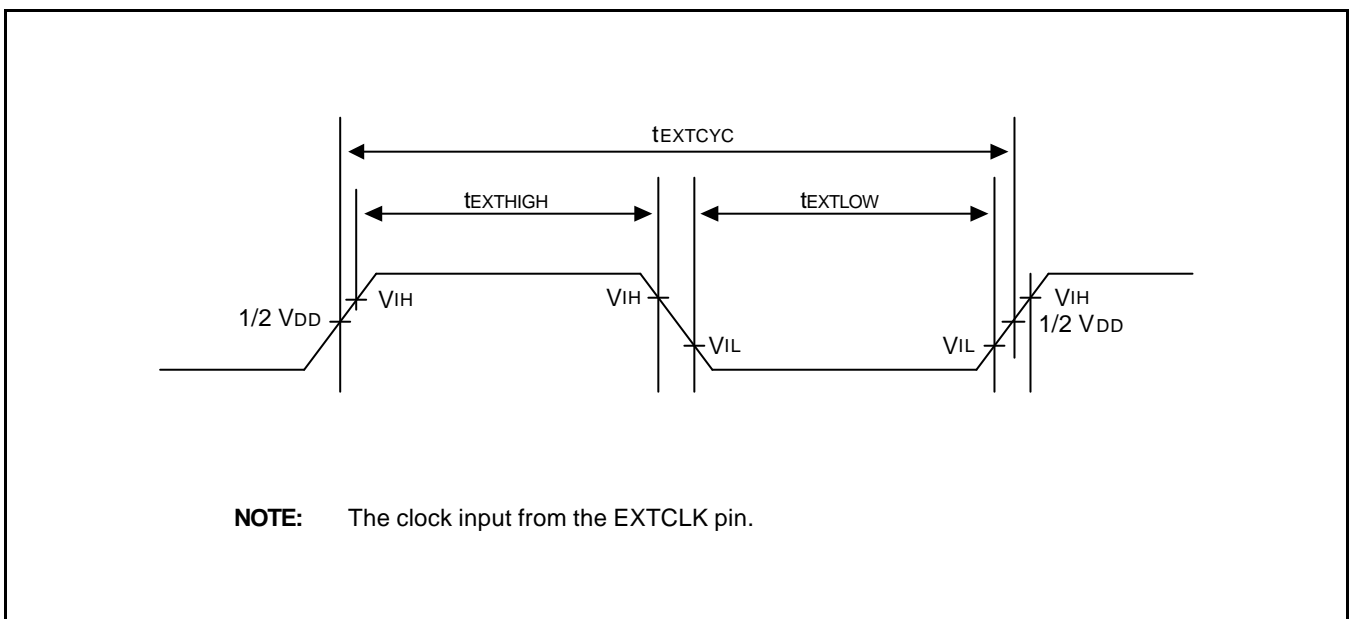 tEXTCYC
tEXTHIGH
tEXTLOW
VIH
VIH
VIH
1/2 VDD
1/2 VDD
VIL
VIL
NOTE: The clock input from the EXTCLK pin.